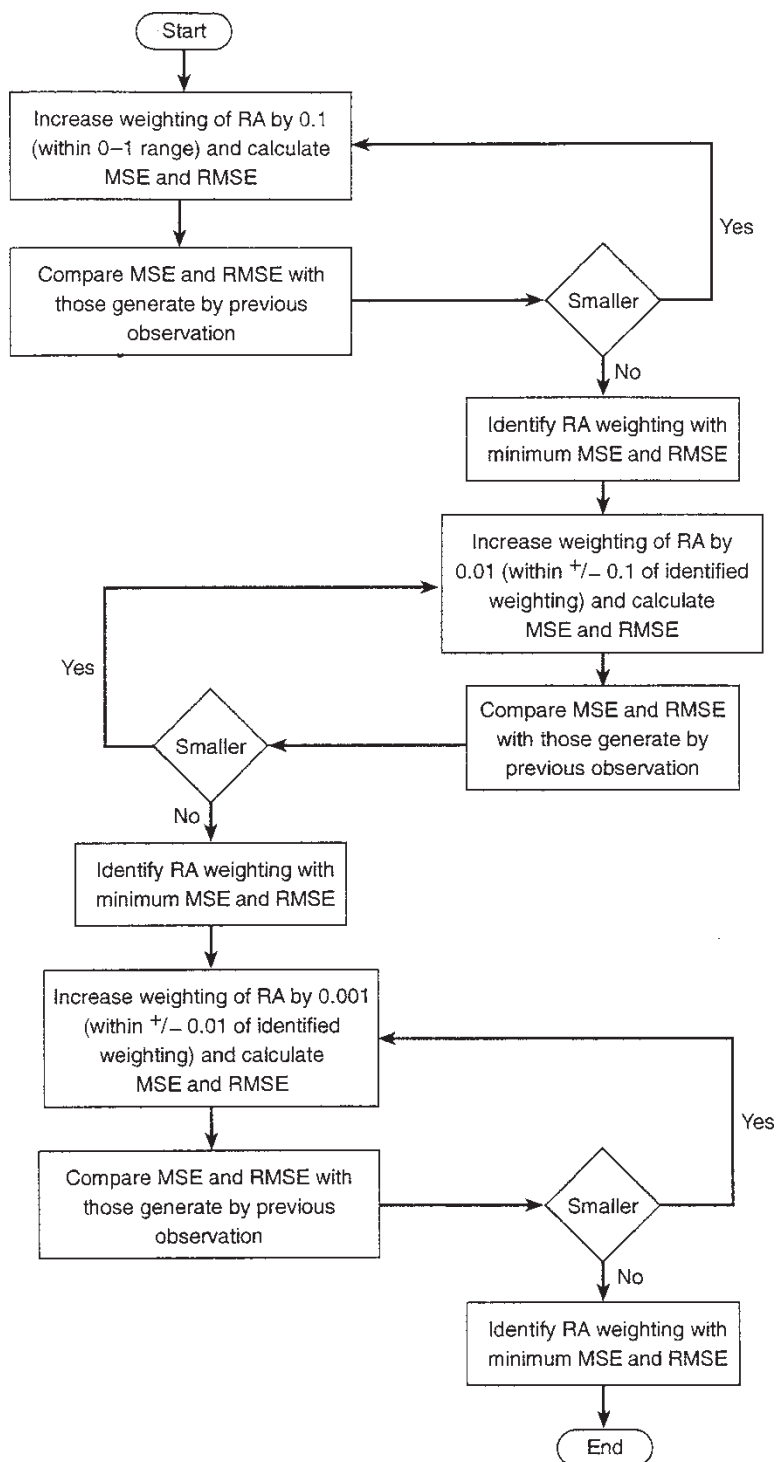 Start
Increase weighting of RA by 0.1
(within 0–1 range) and calculate
MSE and RMSE
Yes
Compare MSE and RMSE with
those generate by previous
observation
Smaller
No
Identify RA weighting with
minimum MSE and RMSE
Increase weighting of RA by
0.01 (within +/– 0.1 of identified
weighting) and calculate
MSE and RMSE
Yes
Compare MSE and RMSE
with those generate by
previous observation
Smaller
No
Identify RA weighting with
minimum MSE and RMSE
Increase weighting of RA by 0.001
(within +/– 0.01 of identified
weighting) and calculate
MSE and RMSE
Yes
Compare MSE and RMSE with
those generate by previous
observation
Smaller
No
Identify RA weighting with
minimum MSE and RMSE
End